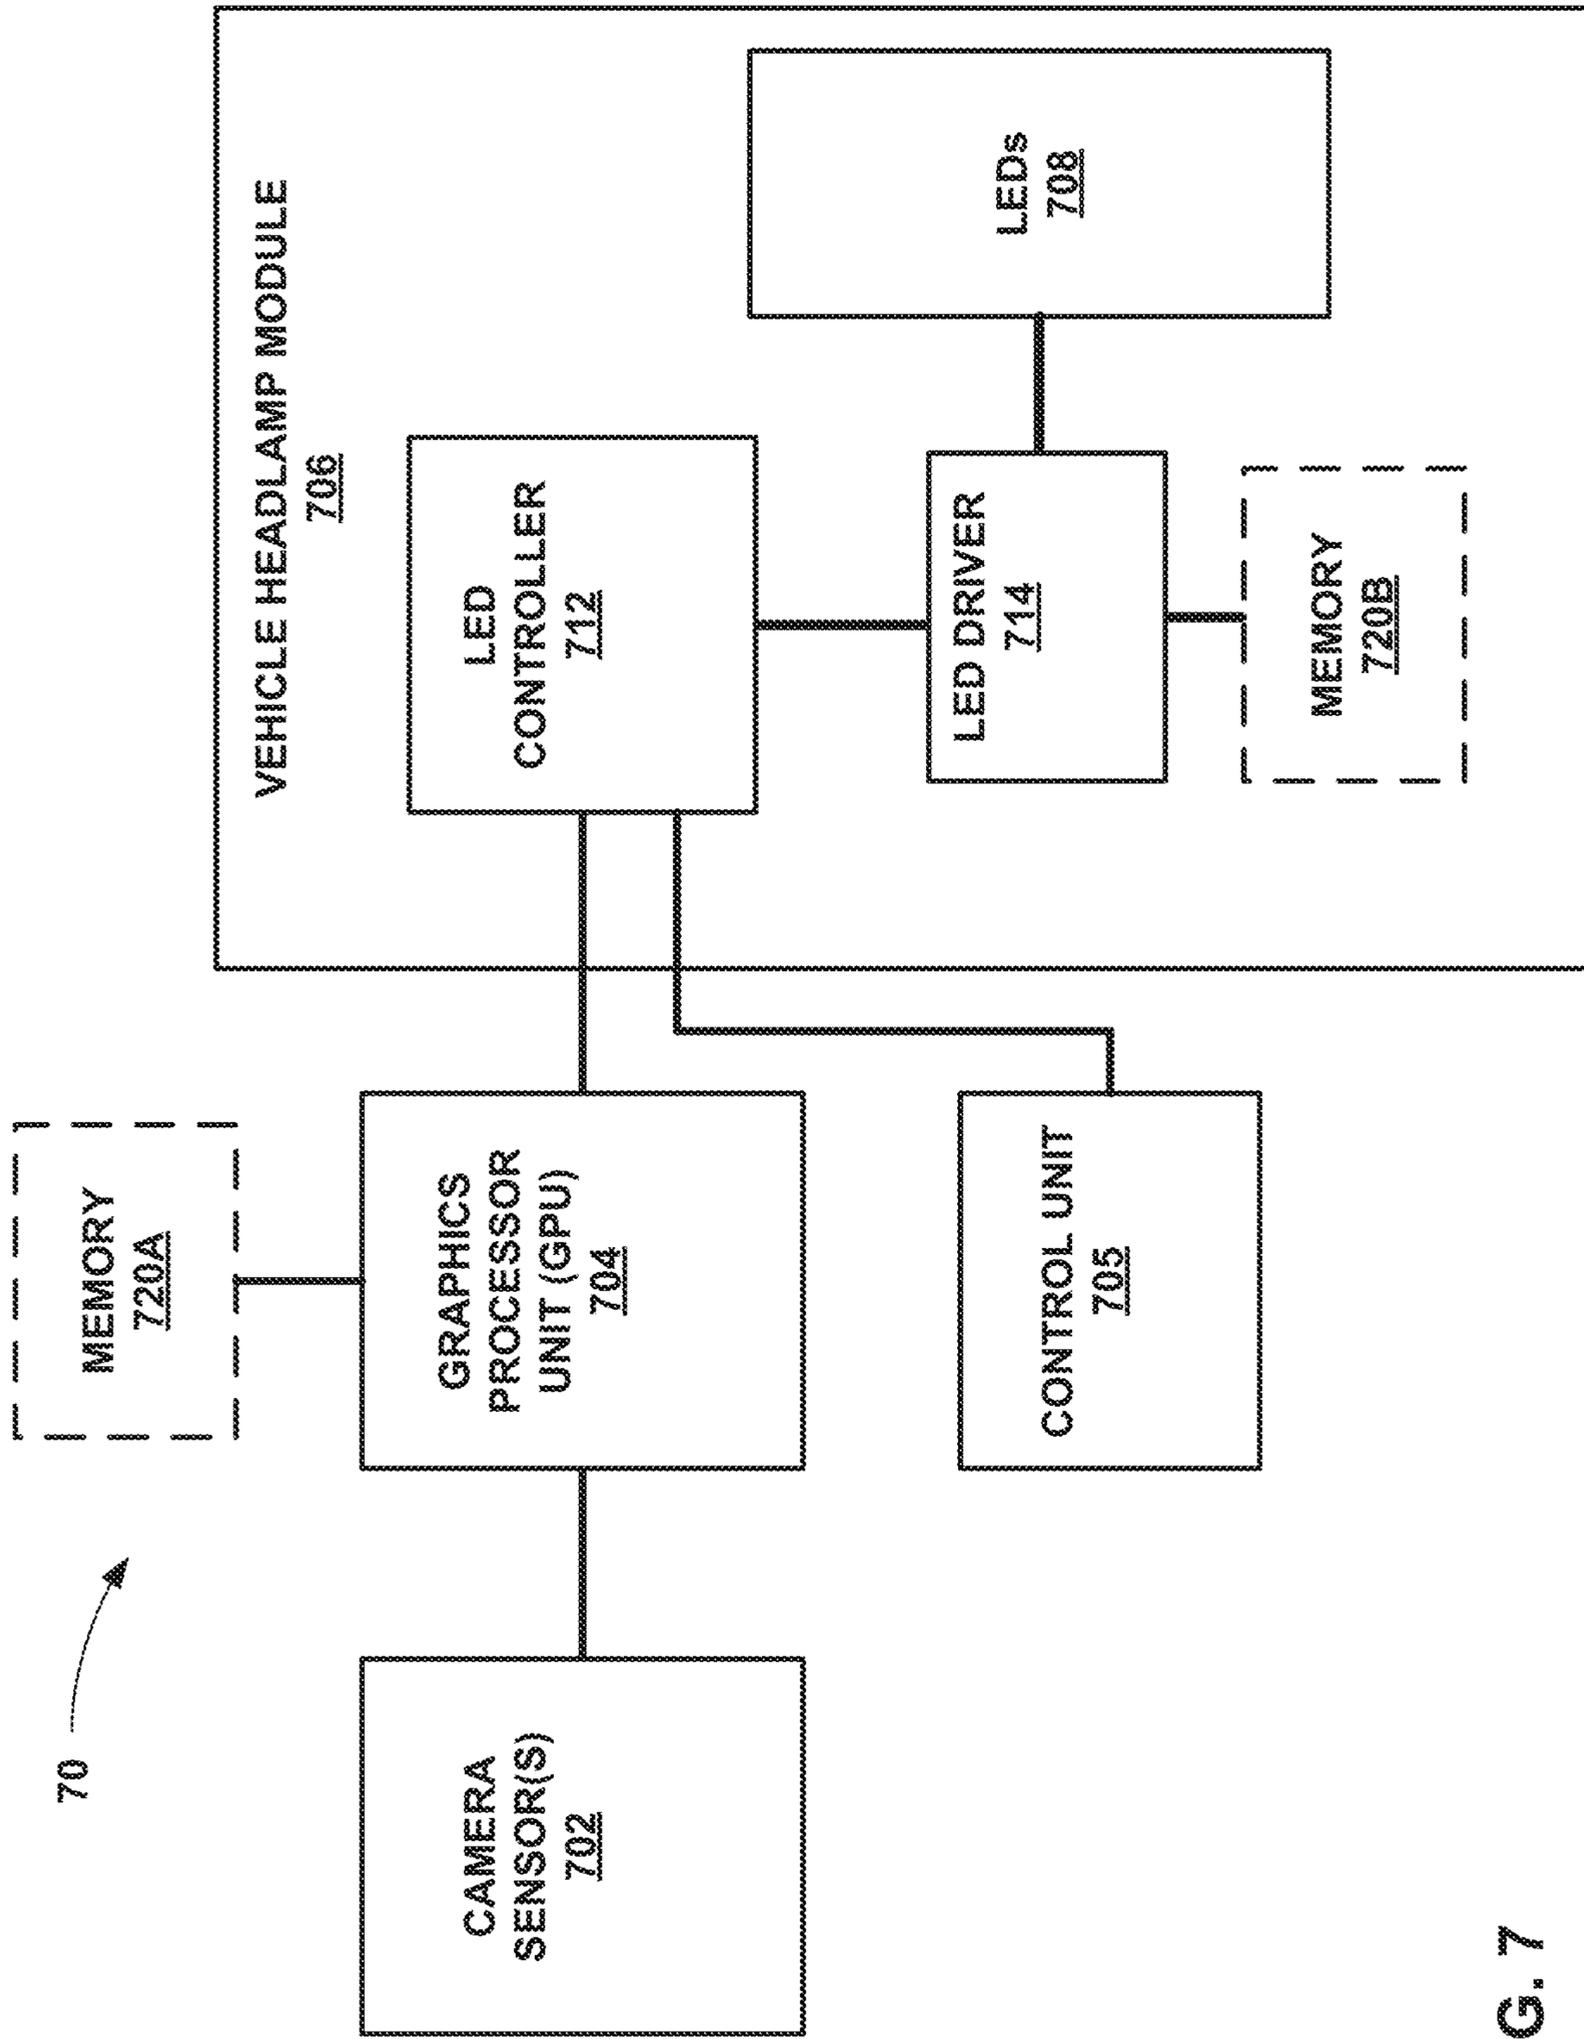 70
MEMORY
720A
VEHICLE HEADLAMP MODULE
706
CAMERA
SENSOR(S)
702
GRAPHICS
PROCESSOR
UNIT (GPU)
704
LED
CONTROLLER
712
CONTROL UNIT
705
LED DRIVER
714
LEDs
708
MEMORY
720B
G. 7